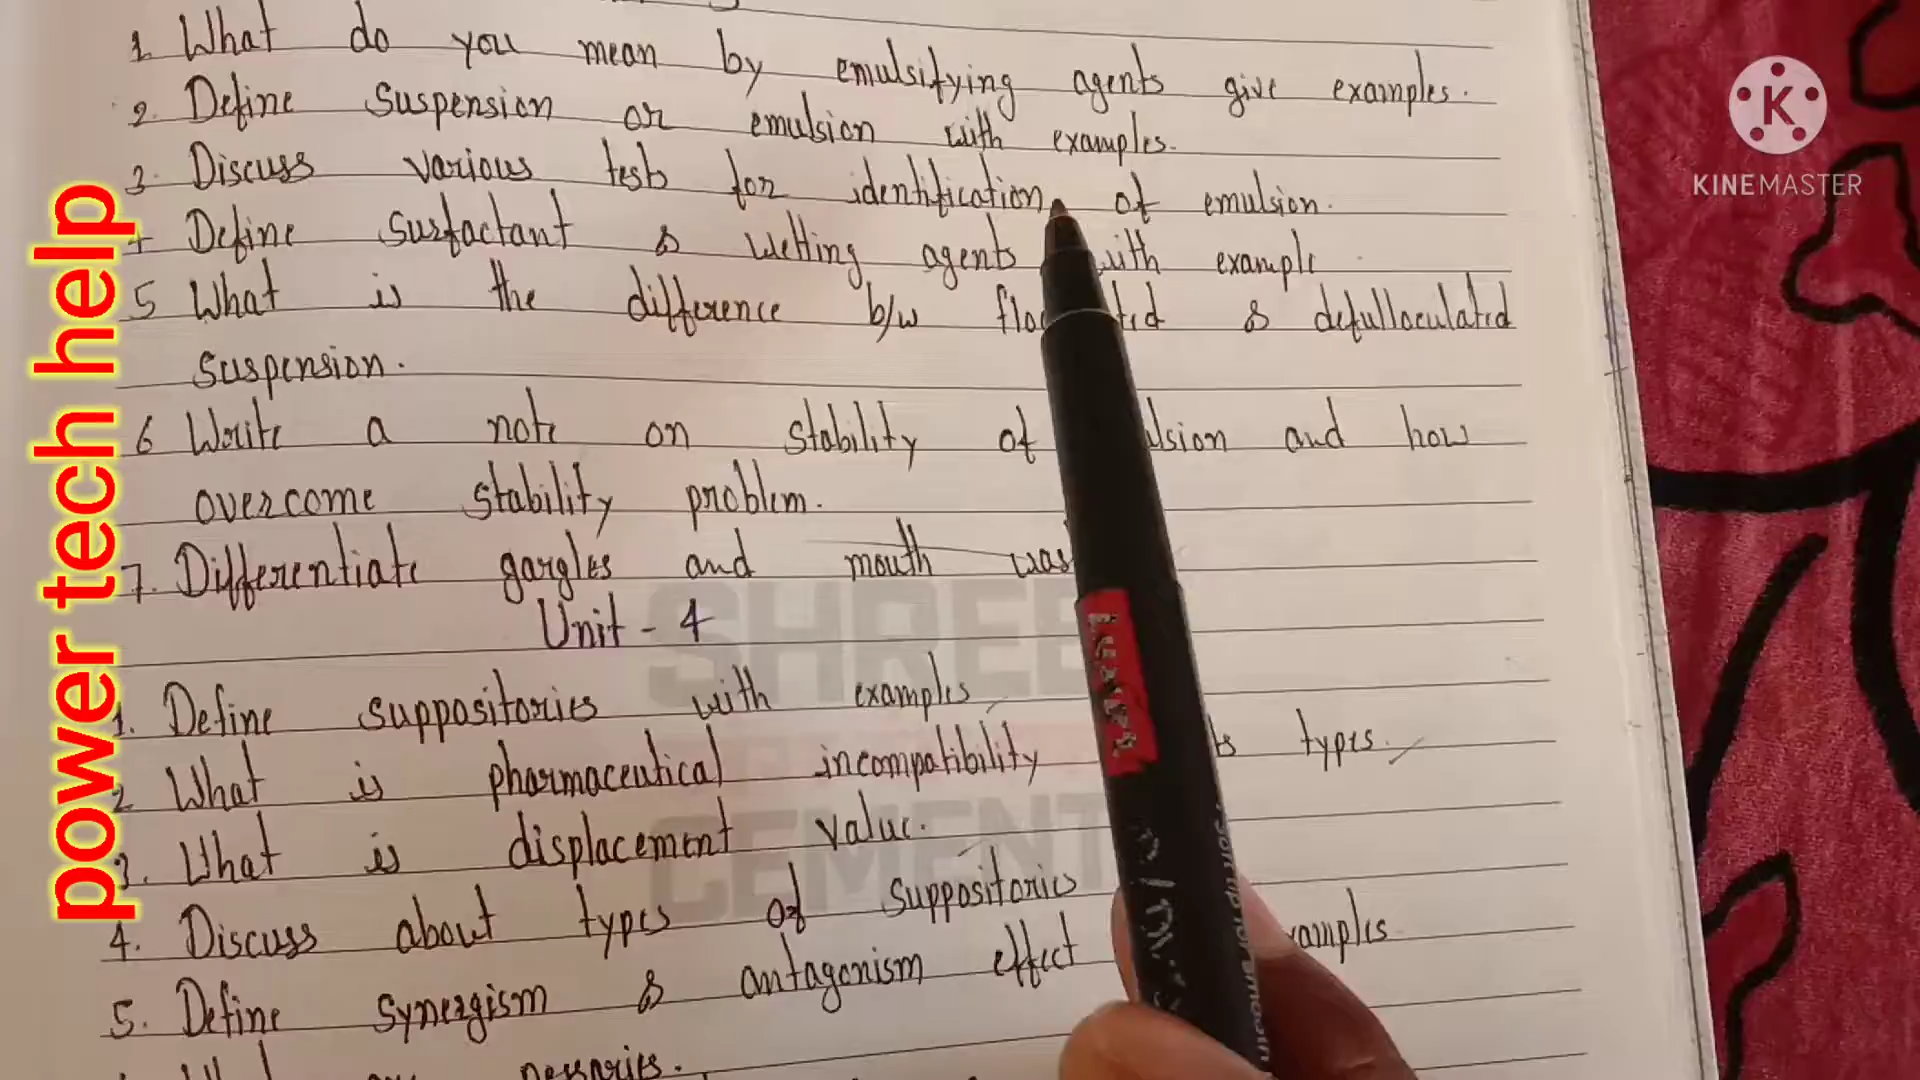 1. What do you mean by emulsifying agents give examples.
2. Define Suspension or emulsion with examples.
3. Discuss various tests for identification of emulsion.
4 Define surfactant & wetting agents with example
5 What is the difference b/w & defulloculated
suspension.
6 Write a note on stability of and how
overcome stability problem.
7. Differentiate gargles and mouth
Unit - 4
1. Define suppositories with examples
2 What is pharmaceutical incompatibility types.
3. What is displacement value.
4. Discuss about types of suppositories
5. Define synergism & antagonism effect
power tech help
KINEMASTER
K
SHREE
CEMENT
LUXER